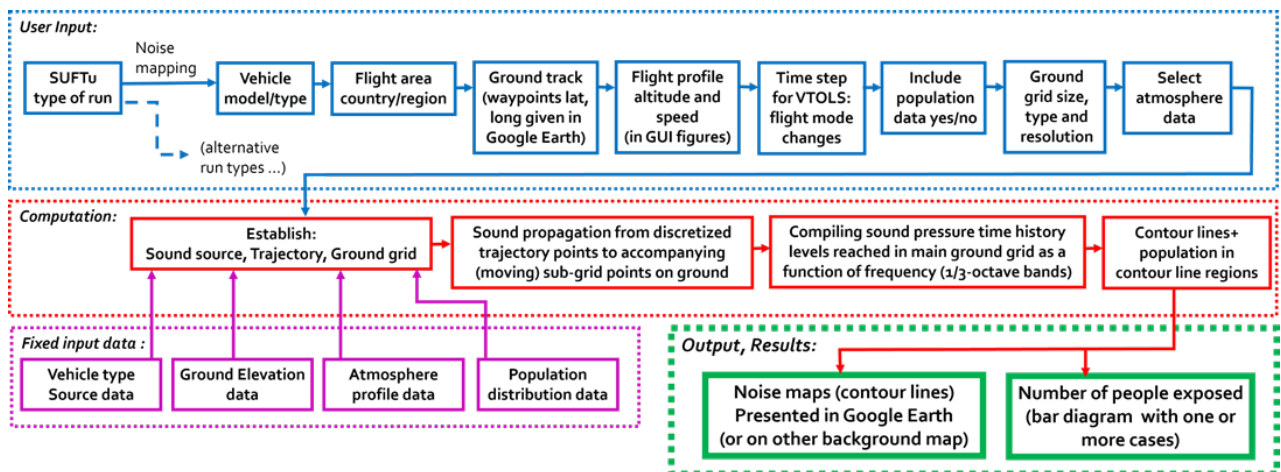 User Input:
SUFTu
type of run
Noise
mapping
(alternative
run types ...)
Vehicle
model/type
Flight area
country/region
Ground track
(waypoints lat,
long given in
Google Earth)
Flight profile
altitude and
speed
(in GUI figures)
Time step
for VTOLS:
flight mode
changes
Include
population
data yes/no
Ground
grid size,
type and
resolution
Select
atmosphere
data
Computation:
Establish:
Sound source, Trajectory, Ground grid
Sound propagation from discretized
trajectory points to accompanying
(moving) sub-grid points on ground
Compiling sound pressure time history
levels reached in main ground grid as a
function of frequency (1/3-octave bands)
Contour lines+
population in
contour line regions
Fixed input data :
Vehicle type
Source data
Ground Elevation
data
Atmosphere
profile data
Population
distribution data
Output, Results:
Noise maps (contour lines)
Presented in Google Earth
(or on other background map)
Number of people exposed
(bar diagram with one or
more cases)